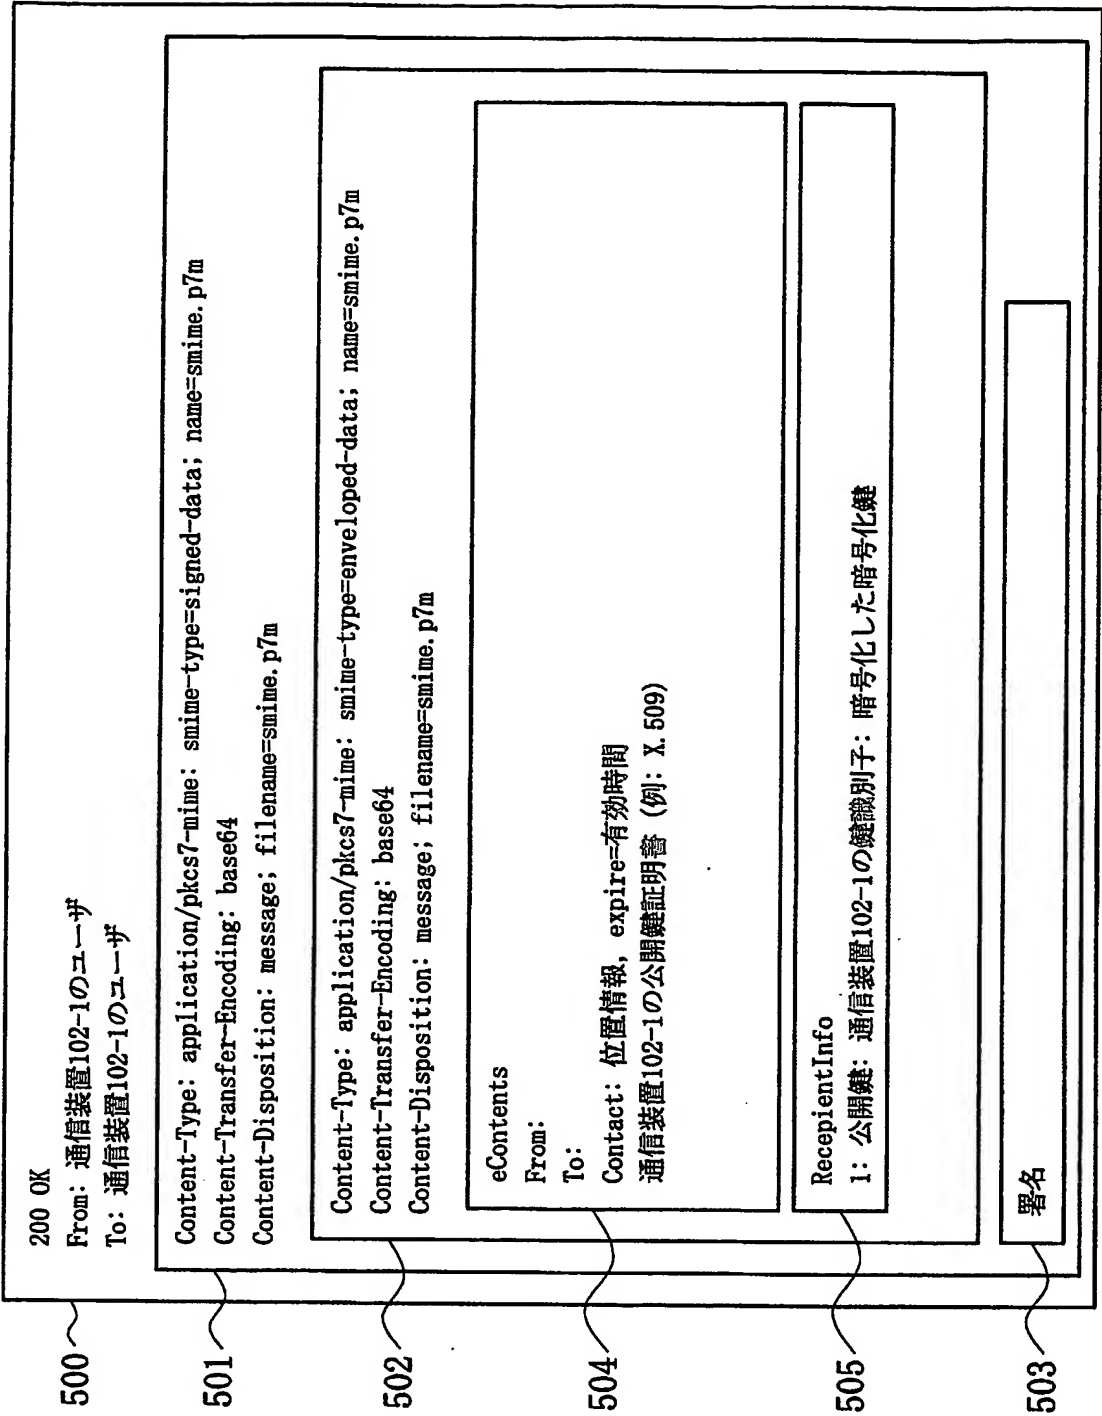 500
200 OK
From: 通信装置102-1のユーザ
To: 通信装置102-1のユーザ
501
Content-Type: application/pkcs7-mime: smime-type=signed-data; name=smime.p7m
Content-Transfer-Encoding: base64
Content-Disposition: message; filename=smime.p7m
502
Content-Type: application/pkcs7-mime: smime-type=enveloped-data; name=smime.p7m
Content-Transfer-Encoding: base64
Content-Disposition: message; filename=smime.p7m
504
eContents
From:
To:
Contact: 位置情報, expire=有効時間
通信装置102-1の公開鍵証明書 (例: X.509)
505
RecepientInfo
1: 公開鍵: 通信装置102-1の鍵識別子: 暗号化した暗号化鍵
503
署名